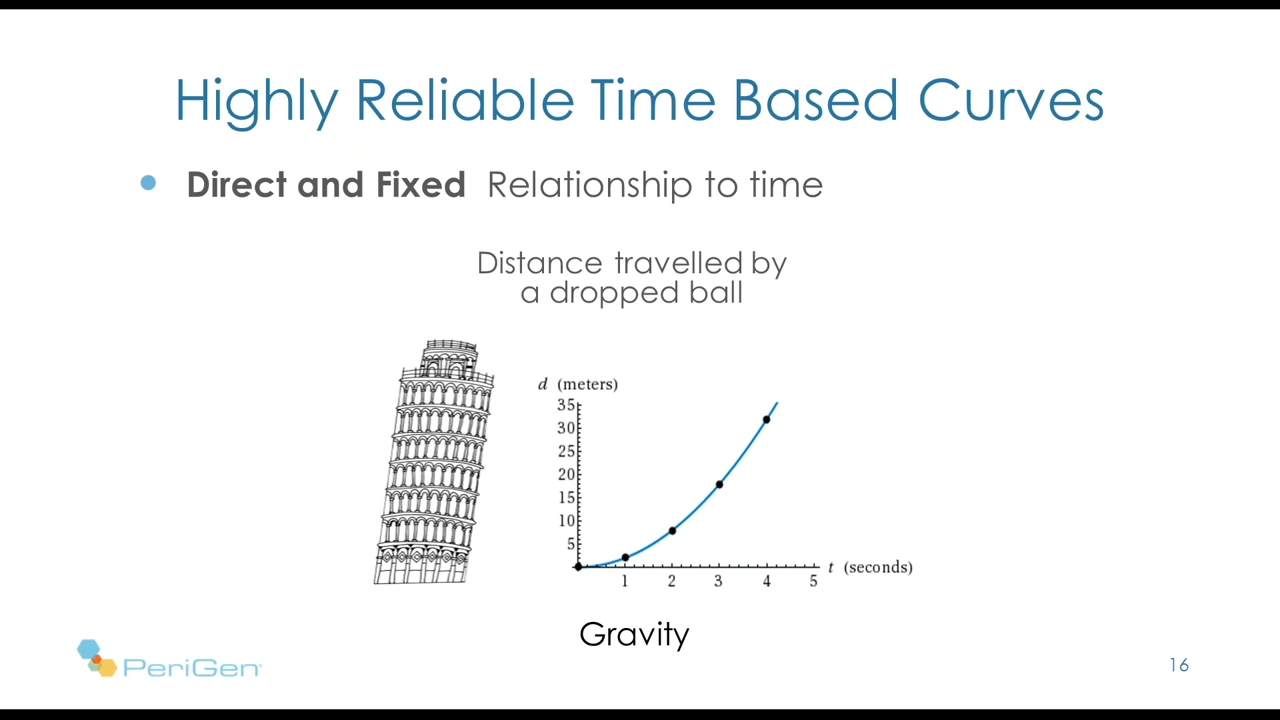 Highly Reliable Time Based Curves
Direct and Fixed Relationship to time
Distance travelled by
a dropped ball
d (meters)
35
30
25
20
15
10
5
t (seconds)
1 2 3 4 5
Gravity
PeriGen
16